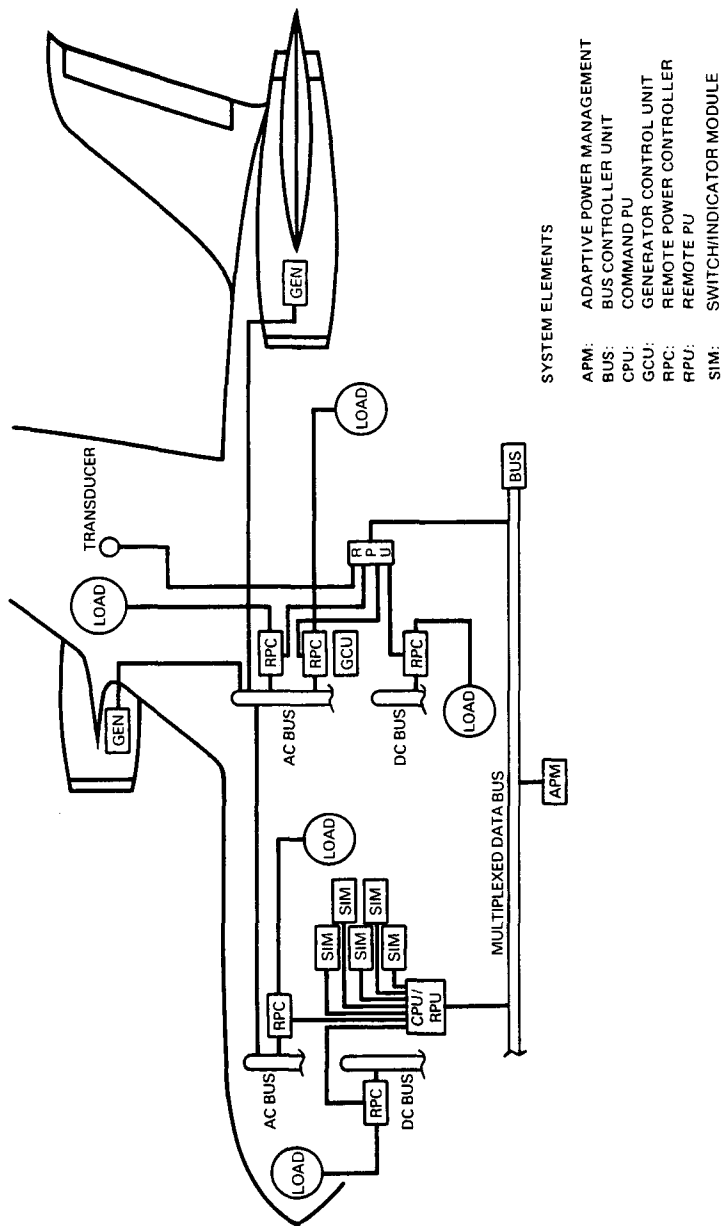 TRANSDUCER
GEN
LOAD
GEN
LOAD
RPC
AC BUS
RPC
GCU
RPU
DC BUS
RPC
LOAD
LOAD
AC BUS
RPC
SIM
SIM
SIM
SIM
SIM
CPU/
RPU
LOAD
RPC
DC BUS
MULTIPLEXED DATA BUS
BUS
APM
SYSTEM ELEMENTS
APM: ADAPTIVE POWER MANAGEMENT
BUS: BUS CONTROLLER UNIT
CPU: COMMAND PU
GCU: GENERATOR CONTROL UNIT
RPC: REMOTE POWER CONTROLLER
RPU: REMOTE PU
SIM: SWITCH/INDICATOR MODULE